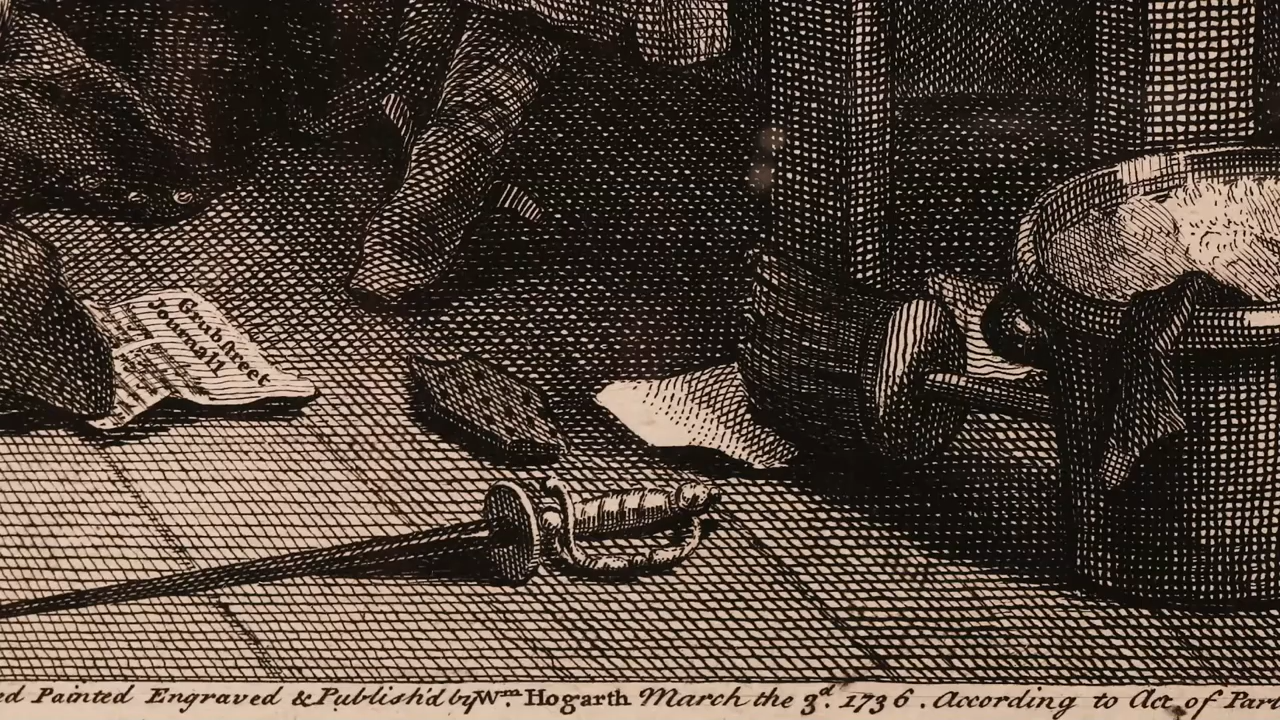 Grubstreet
Journall
ed Painted Engraved & Publish'd by Wm. Hogarth March the 3d. 1736. According to Act of Parl